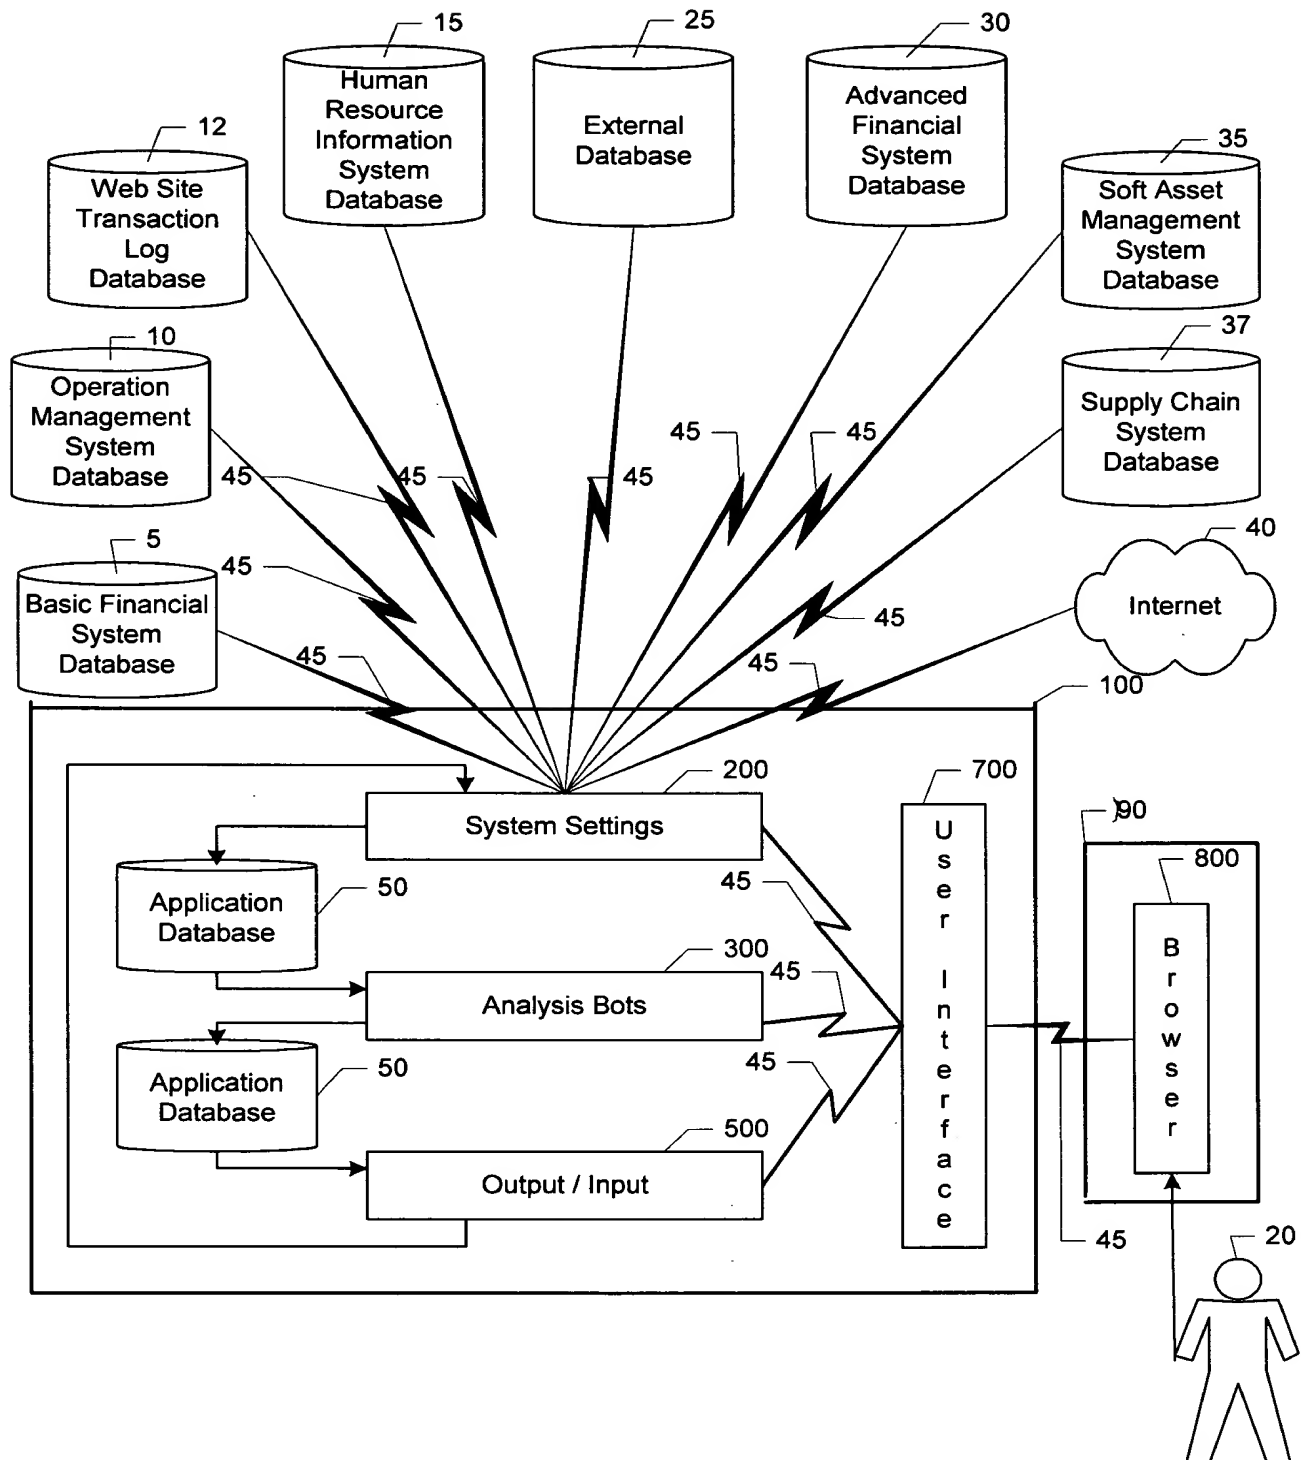 15
Human
Resource
Information
System
Database
25
External
Database
30
Advanced
Financial
System
Database
12
Web Site
Transaction
Log
Database
35
Soft Asset
Management
System
Database
10
Operation
Management
System
Database
37
Supply Chain
System
Database
45
45
45
45
45
5
Basic Financial
System
Database
45
45
45
45
40
Internet
100
200
System Settings
700
User Interface
90
800
Browser
50
Application
Database
45
300
Analysis Bots
45
50
Application
Database
45
500
Output / Input
45
20